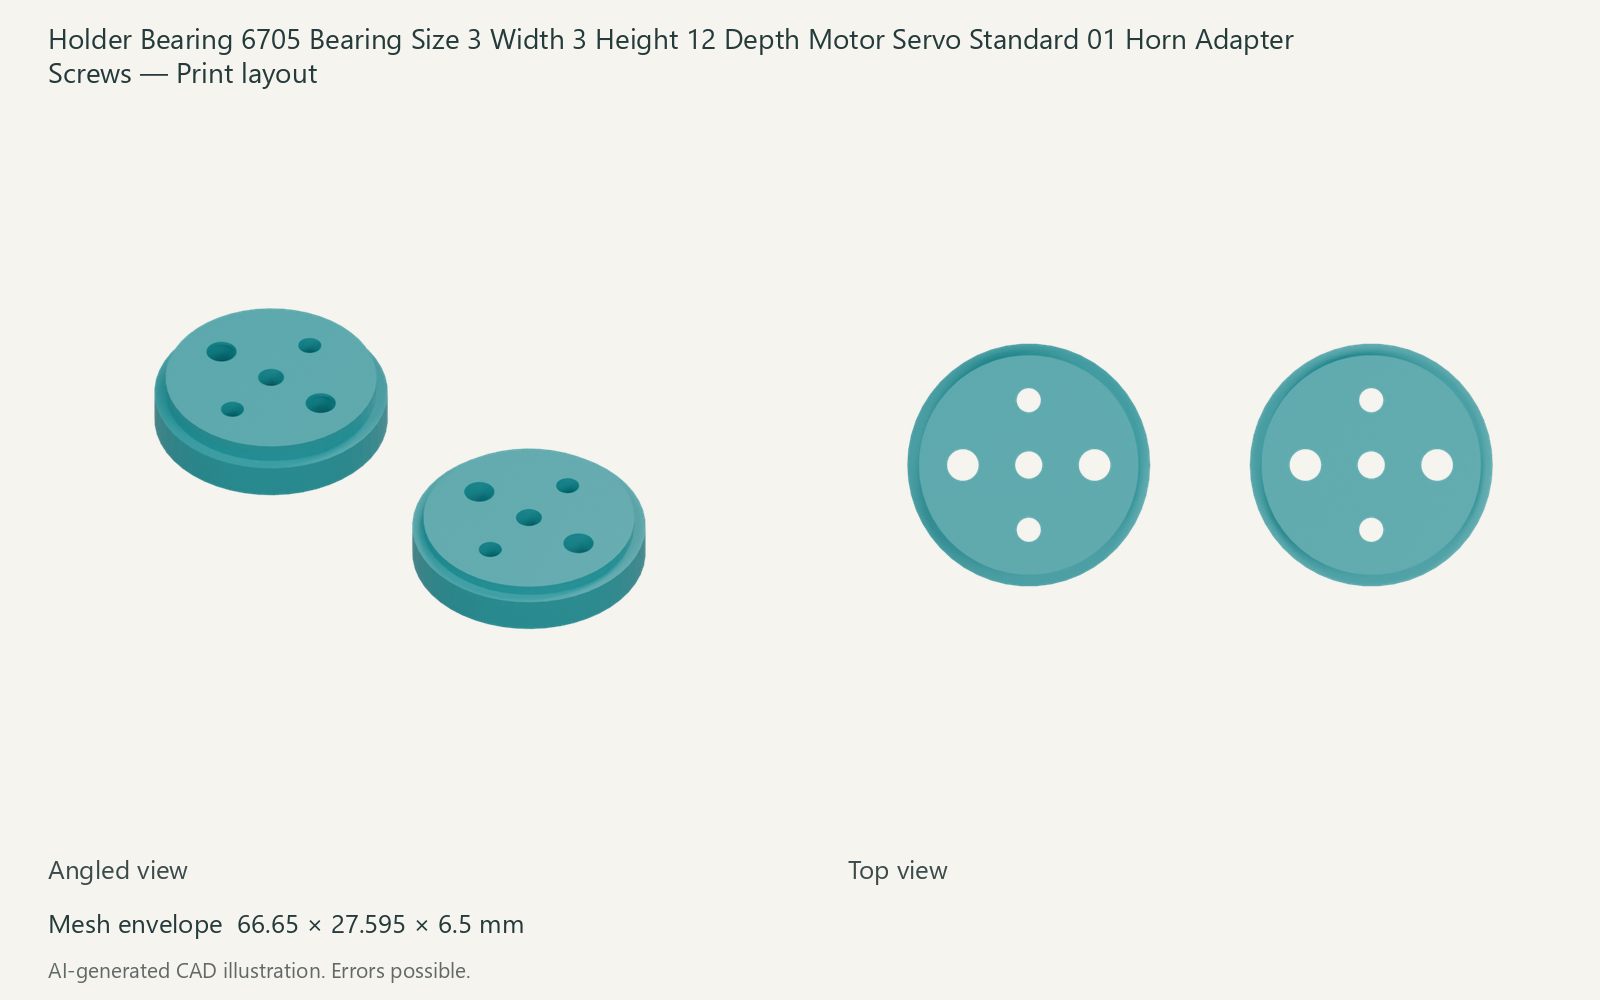 Holder Bearing 6705 Bearing Size 3 Width 3 Height 12 Depth Motor Servo Standard 01 Horn Adapter
Screws — Print layout
Angled view
Top view
Mesh envelope  66.65 × 27.595 × 6.5 mm
AI-generated CAD illustration. Errors possible.